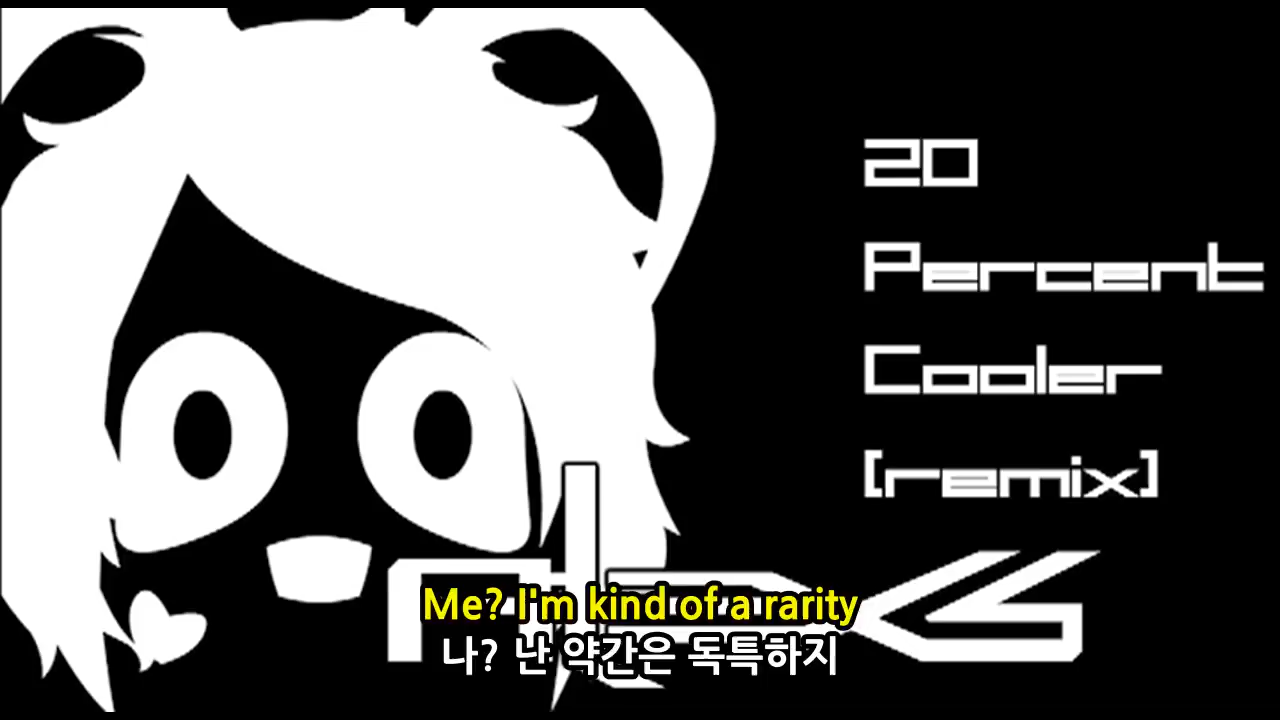 20
Percent
Cooler
[remix]
Me? I'm kind of a rarity
나? 난 약간은 독특하지